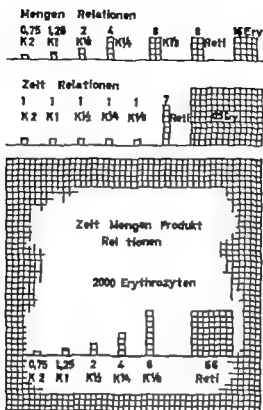 Mengen Relationen
0,75 1,25 2 4 8 8 16 Ery
K2 K1 K½ K¼ K½ Reti
Zeit Relationen
1 1 1 1 1 7
K2 K1 K½ K¼ K⅛ Reti
Zeit Mengen Produkt
Rel tionen
2000 Erythrozyten
0,75 1,25 2 4 8 56
K2 K1 K½ K¼ K⅛ Reti